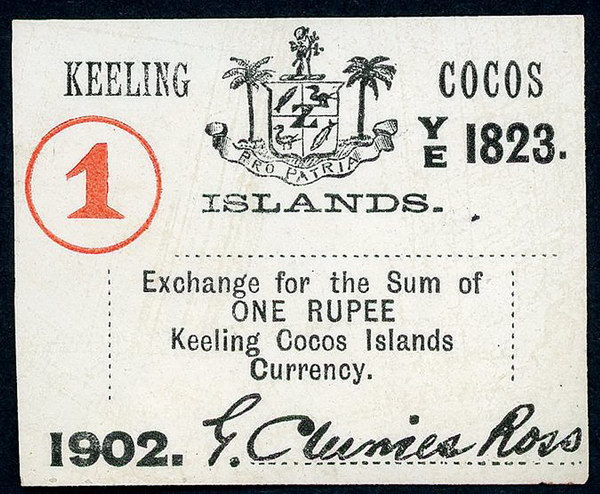 KEELING COCOS
PRO PATRIA
Z
1
YE 1823.
ISLANDS.
Exchange for the Sum of
ONE RUPEE
Keeling Cocos Islands
Currency.
1902. G. Clunies Ross